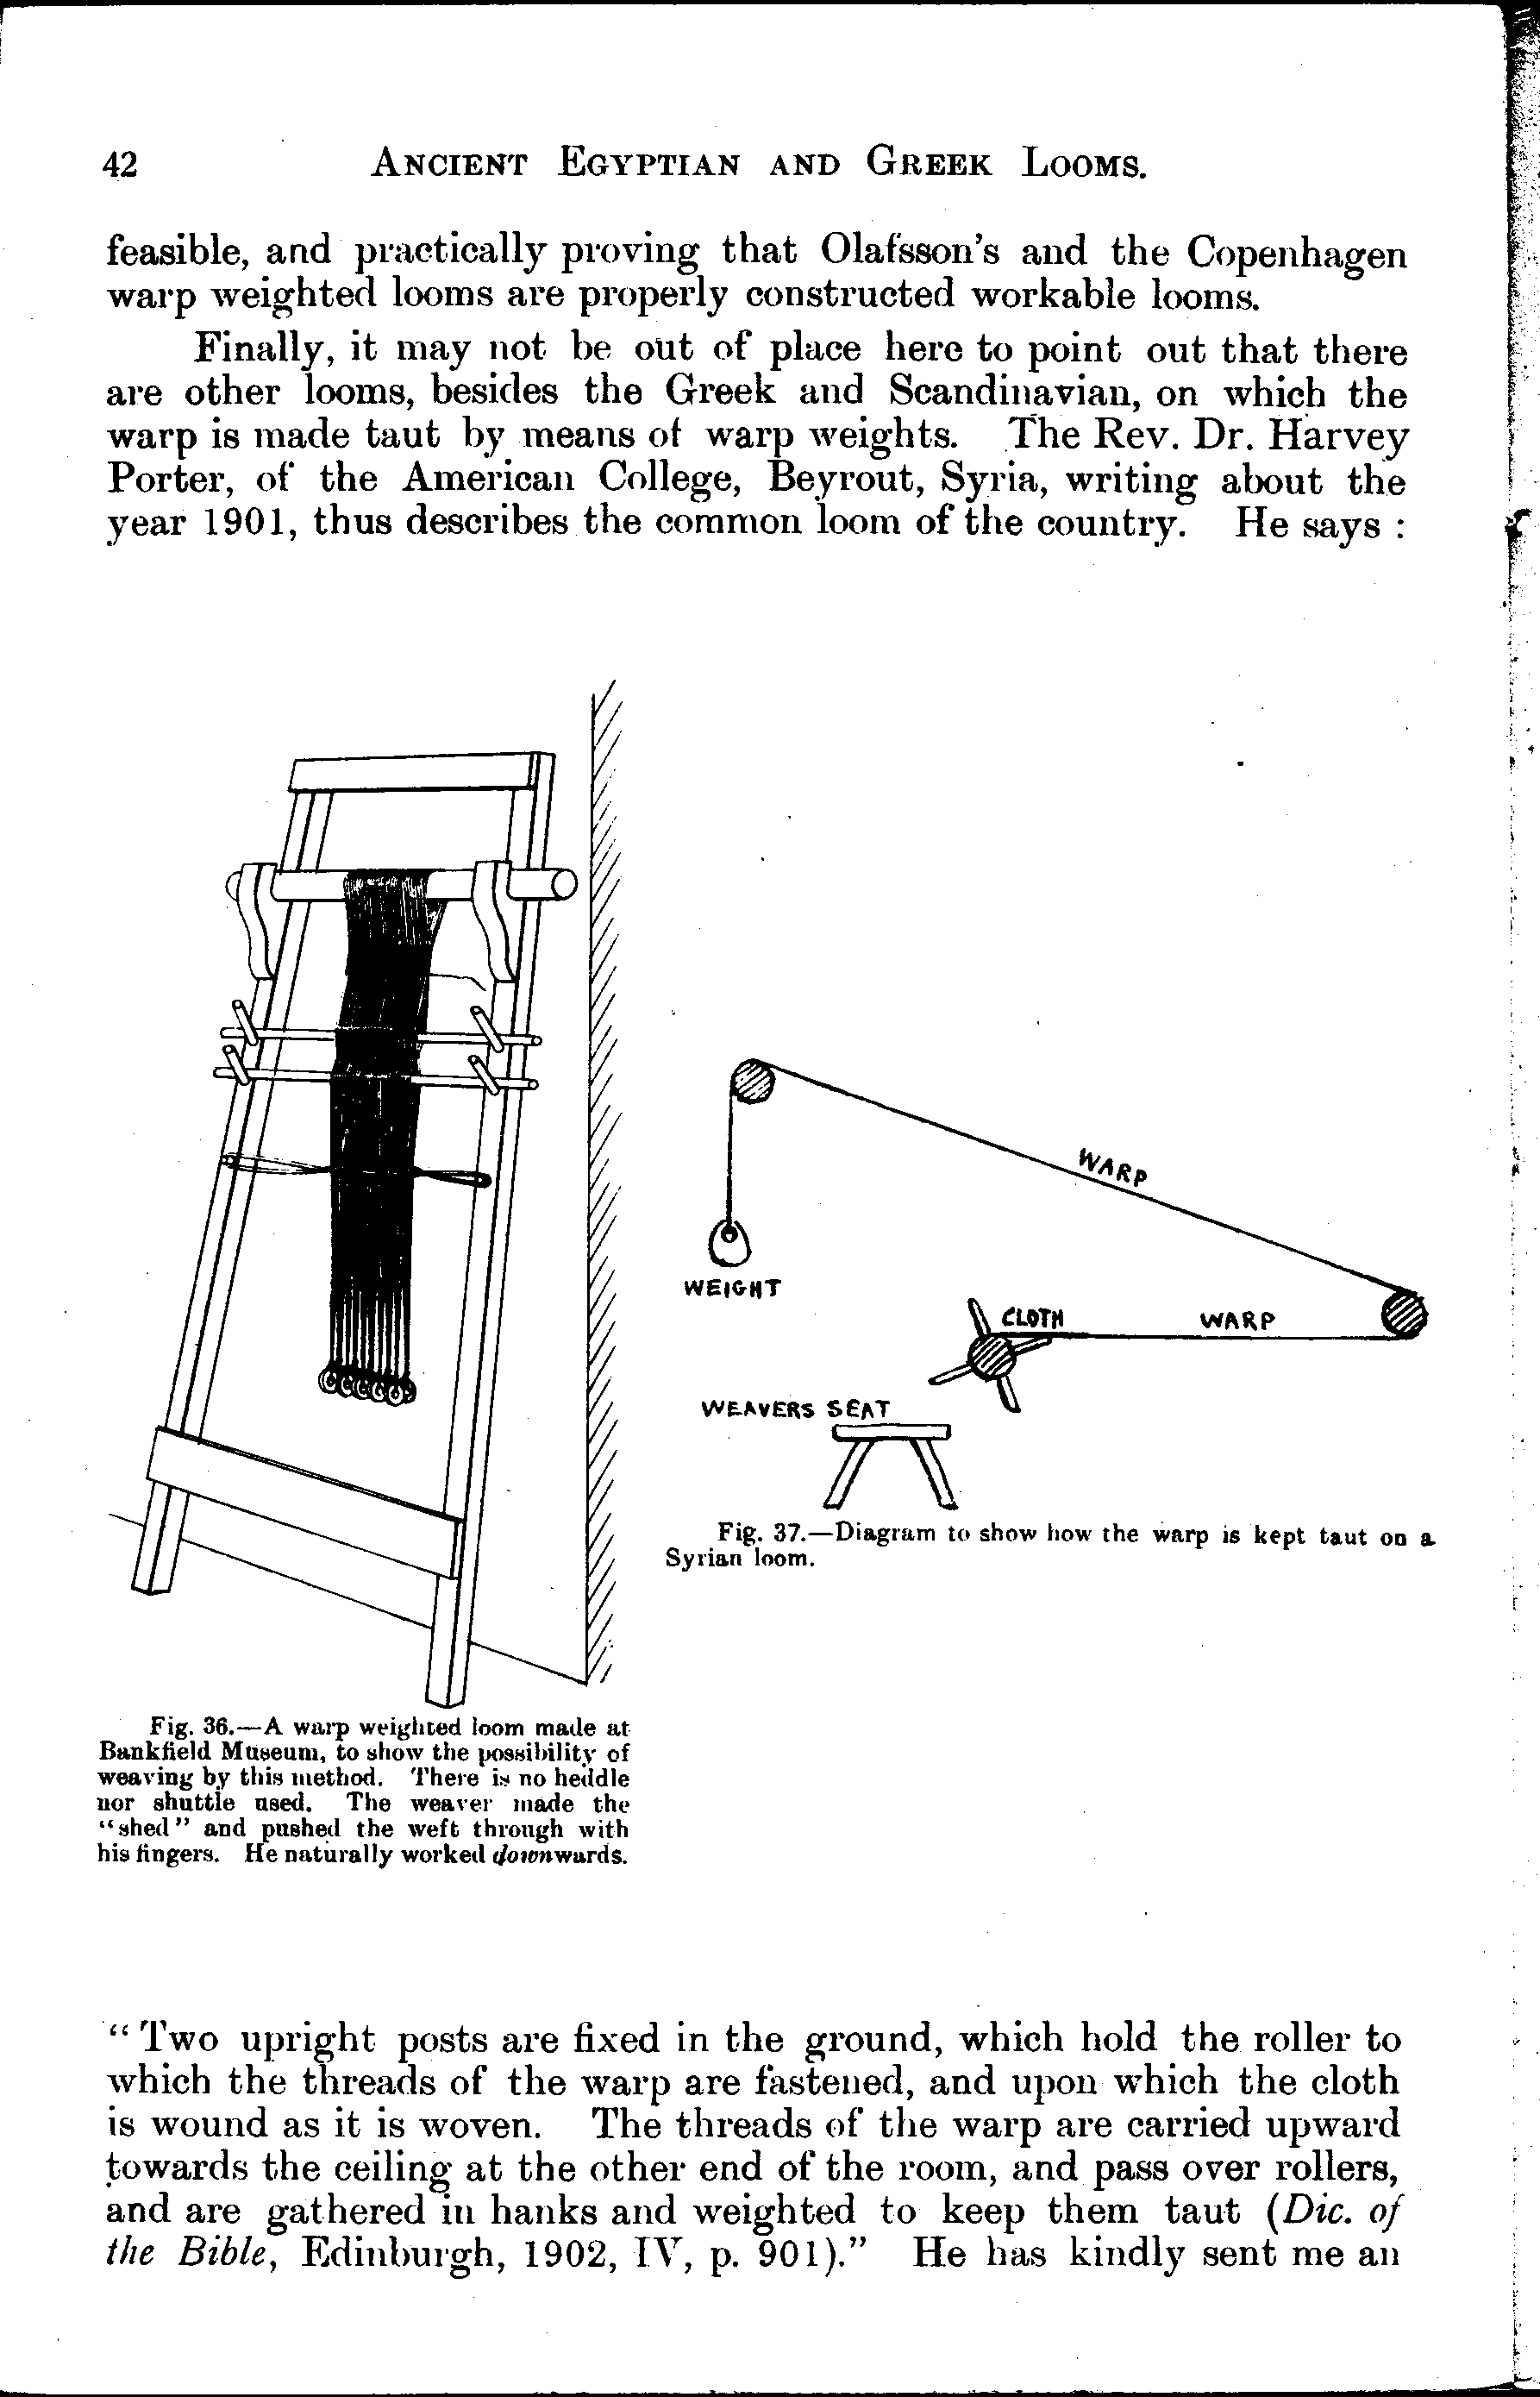 42 ANCIENT EGYPTIAN AND GREEK LOOMS.
feasible, and practically proving that Olafsson's and the Copenhagen
warp weighted looms are properly constructed workable looms.
Finally, it may not be out of place here to point out that there
are other looms, besides the Greek and Scandinavian, on which the
warp is made taut by means of warp weights. The Rev. Dr. Harvey
Porter, of the American College, Beyrout, Syria, writing about the
year 1901, thus describes the common loom of the country. He says :
WARP
WEIGHT
CLOTH WARP
WEAVERS SEAT
Fig. 37.—Diagram to show how the warp is kept taut on a
Syrian loom.
Fig. 36.—A warp weighted loom made at
Bankfield Museum, to show the possibility of
weaving by this method. There is no heddle
nor shuttle used. The weaver made the
"shed" and pushed the weft through with
his fingers. He naturally worked downwards.
"Two upright posts are fixed in the ground, which hold the roller to
which the threads of the warp are fastened, and upon which the cloth
is wound as it is woven. The threads of the warp are carried upward
towards the ceiling at the other end of the room, and pass over rollers,
and are gathered in hanks and weighted to keep them taut (Dic. of
the Bible, Edinburgh, 1902, IV, p. 901)." He has kindly sent me an